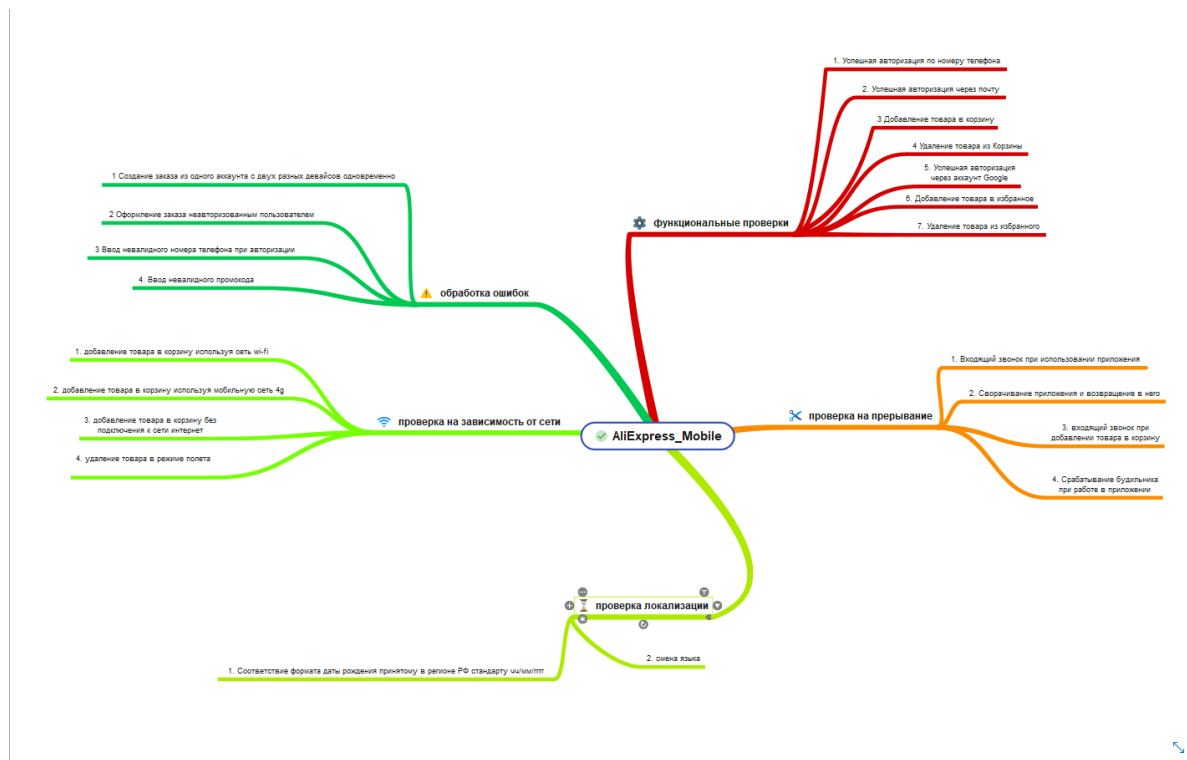 1. Успешная авторизация по номеру телефона
2. Успешная авторизация через почту
3 Добавление товара в корзину
4 Удаление товара из Корзины
5. Успешная авторизация
через аккаунт Google
6. Добавление товара в избранное
7. Удаление товара из избранного
функциональные проверки
1 Создание заказа из одного аккаунта с двух разных девайсов одновременно
2 Оформление заказа неавторизованным пользователем
3 Ввод невалидного номера телефона при авторизации
4. Ввод невалидного промокода
обработка ошибок
1. добавление товара в корзину используя сеть wi-fi
2. добавление товара в корзину используя мобильную сеть 4g
3. добавление товара в корзину без
подключения к сети интернет
4. удаление товара в режиме полета
проверка на зависимость от сети
AliExpress_Mobile
проверка на прерывание
1. Входящий звонок при использовании приложения
2. Сворачивание приложения и возвращение в него
3. входящий звонок при
добавлении товара в корзину
4. Срабатывание будильника
при работе в приложении
проверка локализации
1. Соответствие формата даты рождения принятому в регионе РФ стандарту чч/мм/гггг
2. смена языка